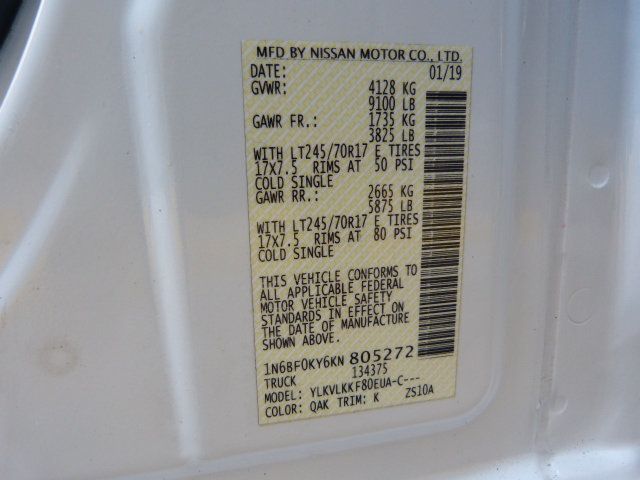 MFD BY NISSAN MOTOR CO., LTD.
DATE: 01/19
GVWR: 4128 KG
9100 LB
GAWR FR.: 1735 KG
3825 LB
WITH LT245/70R17 E TIRES
17X7.5 RIMS AT 50 PSI
COLD SINGLE
GAWR RR.: 2665 KG
5875 LB
WITH LT245/70R17 E TIRES
17X7.5 RIMS AT 80 PSI
COLD SINGLE
THIS VEHICLE CONFORMS TO
ALL APPLICABLE FEDERAL
MOTOR VEHICLE SAFETY
STANDARDS IN EFFECT ON
THE DATE OF MANUFACTURE
SHOWN ABOVE.
1N6BF0KY6KN 805272
TRUCK 134375
MODEL: YLKVLKKF80EUA-C---
COLOR: QAK TRIM: K ZS10A